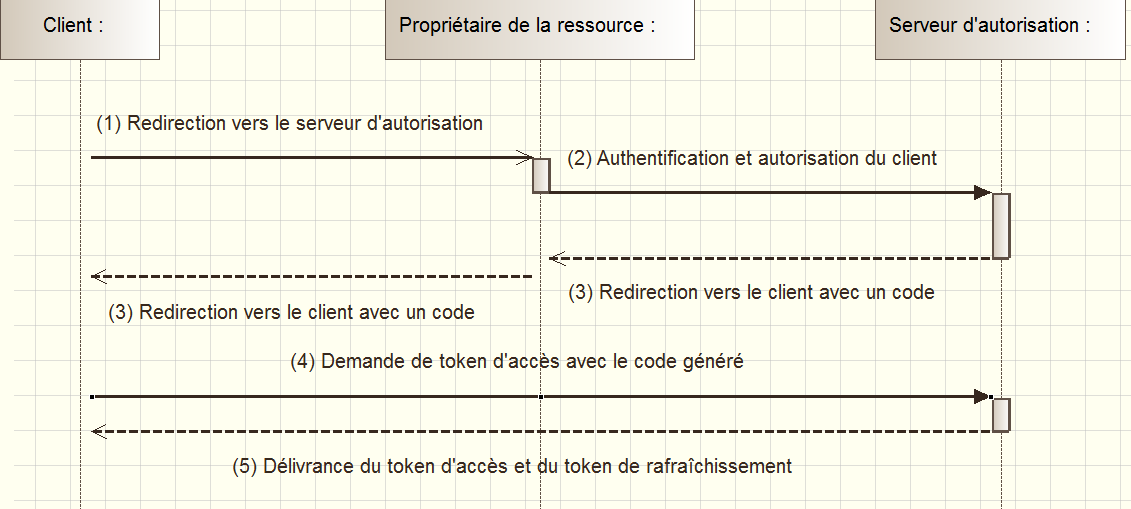 Client :
Propriétaire de la ressource :
Serveur d'autorisation :
(1) Redirection vers le serveur d'autorisation
(2) Authentification et autorisation du client
(3) Redirection vers le client avec un code
(3) Redirection vers le client avec un code
(4) Demande de token d'accès avec le code généré
(5) Délivrance du token d'accès et du token de rafraîchissement